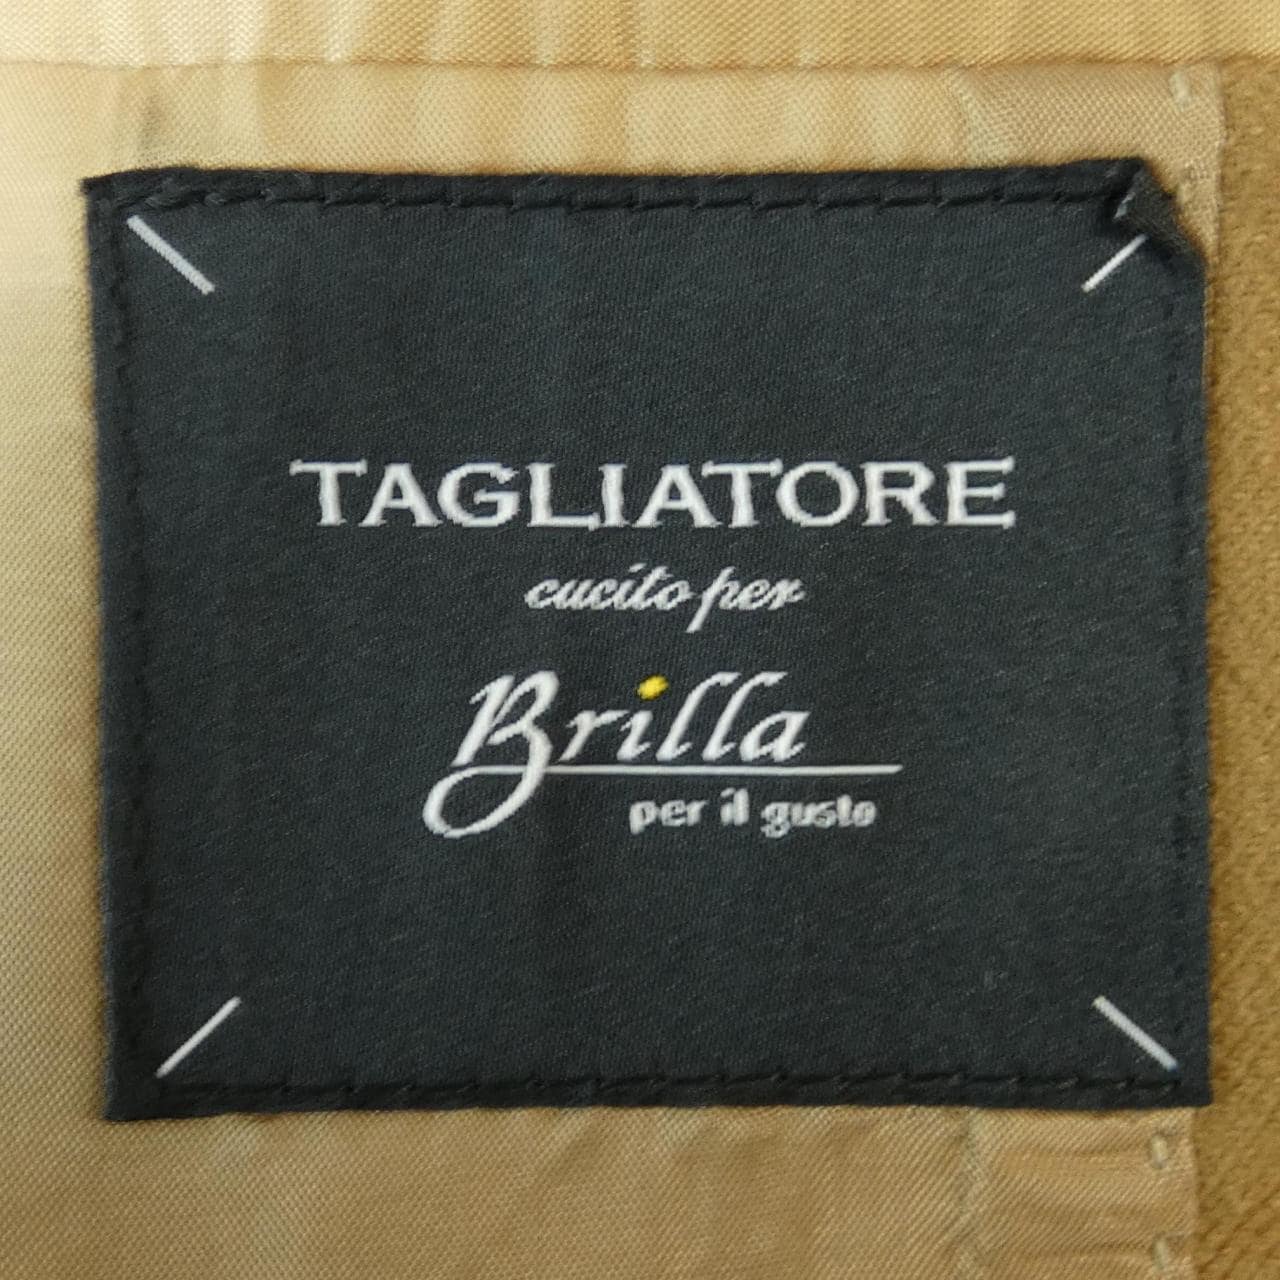 TAGLIATORE
cucito per
Brilla
per il gusto